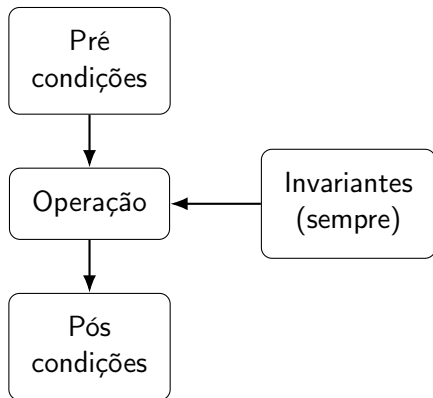 Pré
condições
Operação
Invariantes
(sempre)
Pós
condições